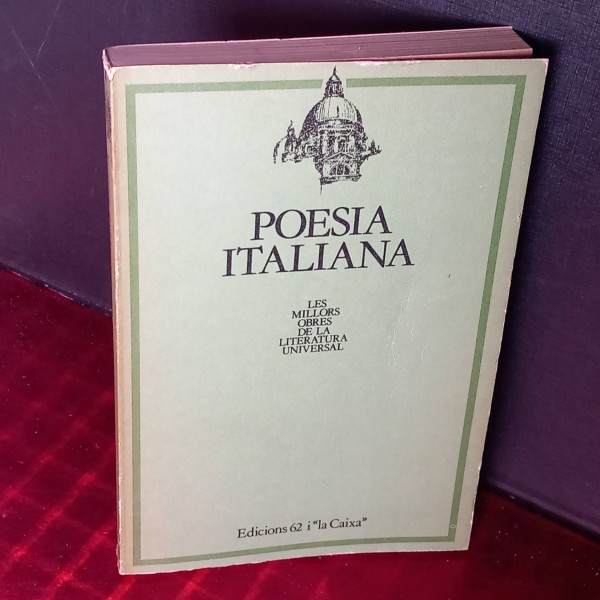 POESIA
ITALIANA
LES
MILLORS
OBRES
DE LA
LITERATURA
UNIVERSAL
Edicions 62 i "la Caixa"